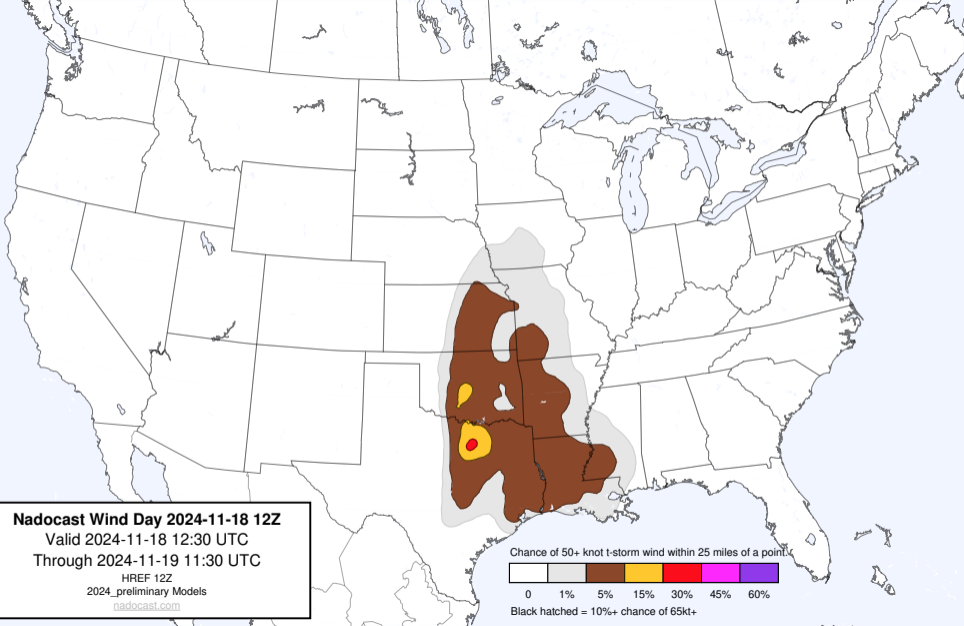 Nadocast Wind Day 2024-11-18 12Z
Valid 2024-11-18 12:30 UTC
Through 2024-11-19 11:30 UTC
HREF 12Z
2024_preliminary Models
nadocast.com
Chance of 50+ knot t-storm wind within 25 miles of a point.
0 1% 5% 15% 30% 45% 60%
Black hatched = 10%+ chance of 65kt+